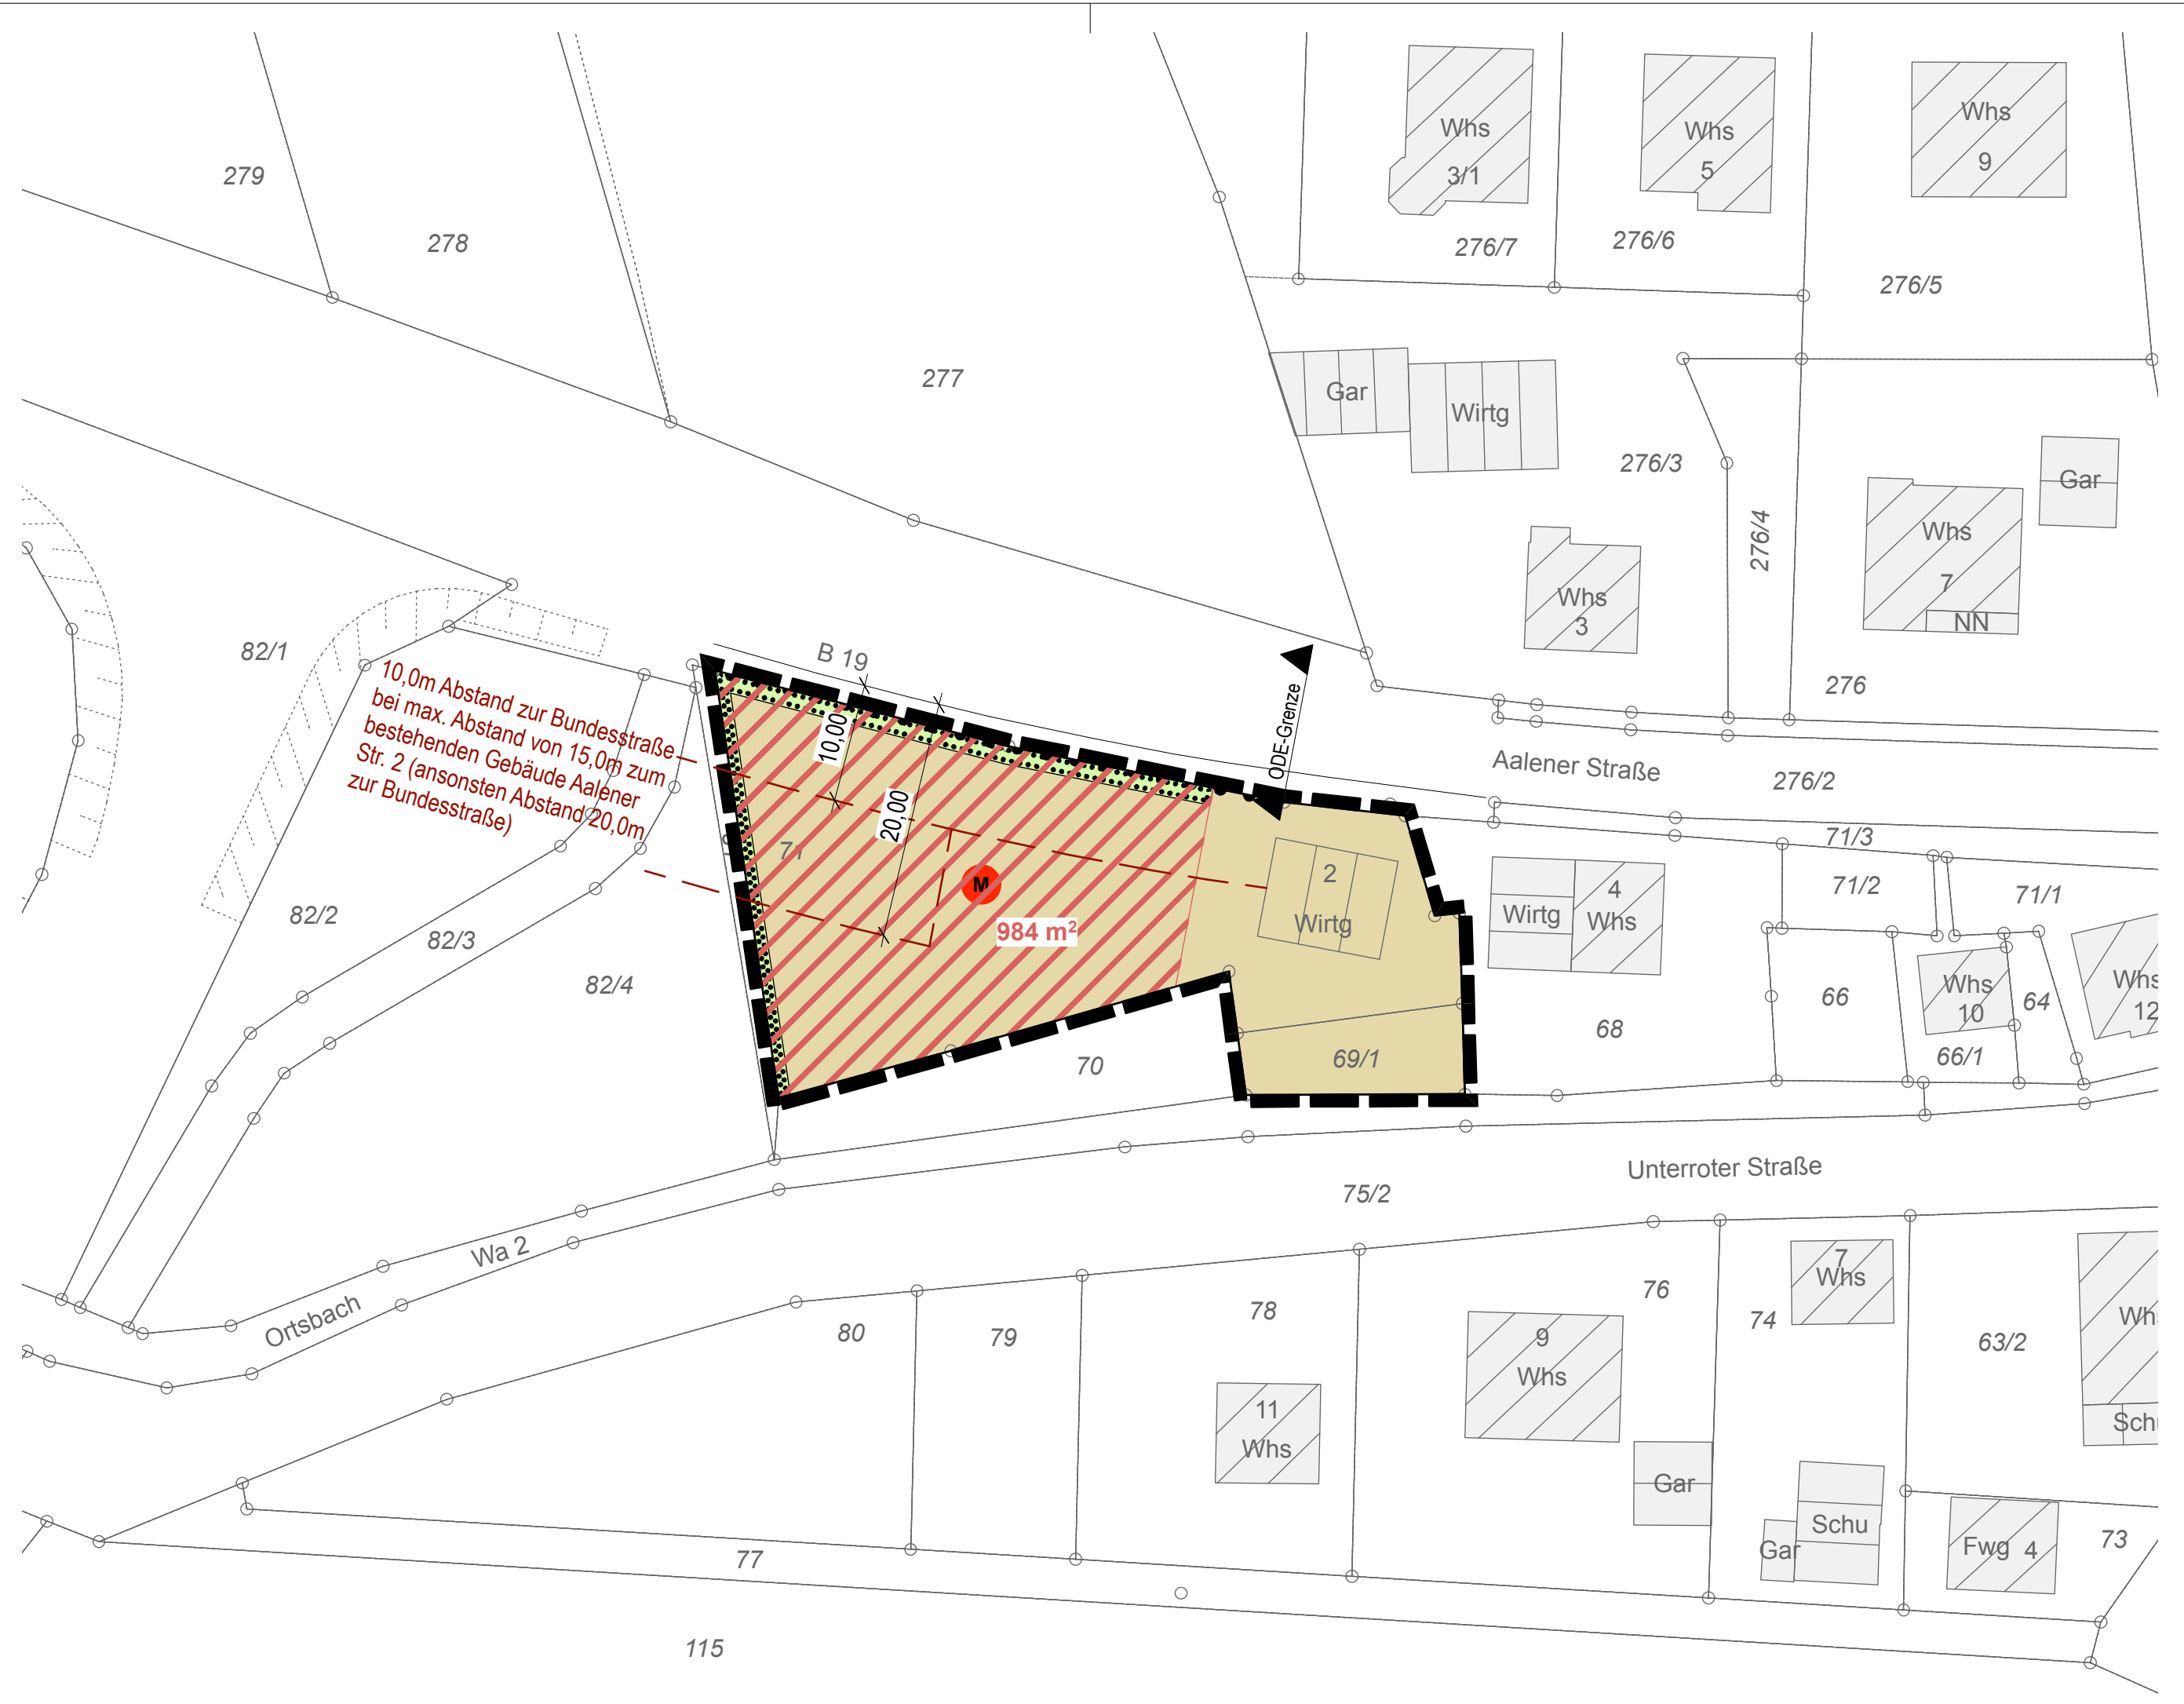 Whs
3/1
Whs
5
Whs
9
279
278
276/7
276/6
276/5
277
Gar
Wirtg
276/3
276/4
Gar
Whs
7
NN
Whs
3
82/1
B 19
276
10,0m Abstand zur Bundesstraße
bei max. Abstand von 15,0m zum
bestehenden Gebäude Aalener
Str. 2 (ansonsten Abstand 20,0m
zur Bundesstraße)
10,00
20,00
ODE-Grenze
Aalener Straße
276/2
71
M
984 m²
2
Wirtg
Wirtg
4
Whs
71/3
71/2
71/1
82/2
82/3
82/4
70
69/1
68
66
Whs
10
64
66/1
Whs
12
Unterroter Straße
75/2
Wa 2
Ortsbach
80
79
78
76
7
Whs
74
63/2
9
Whs
11
Whs
Gar
Schu
Gar
Fwg 4
73
77
115